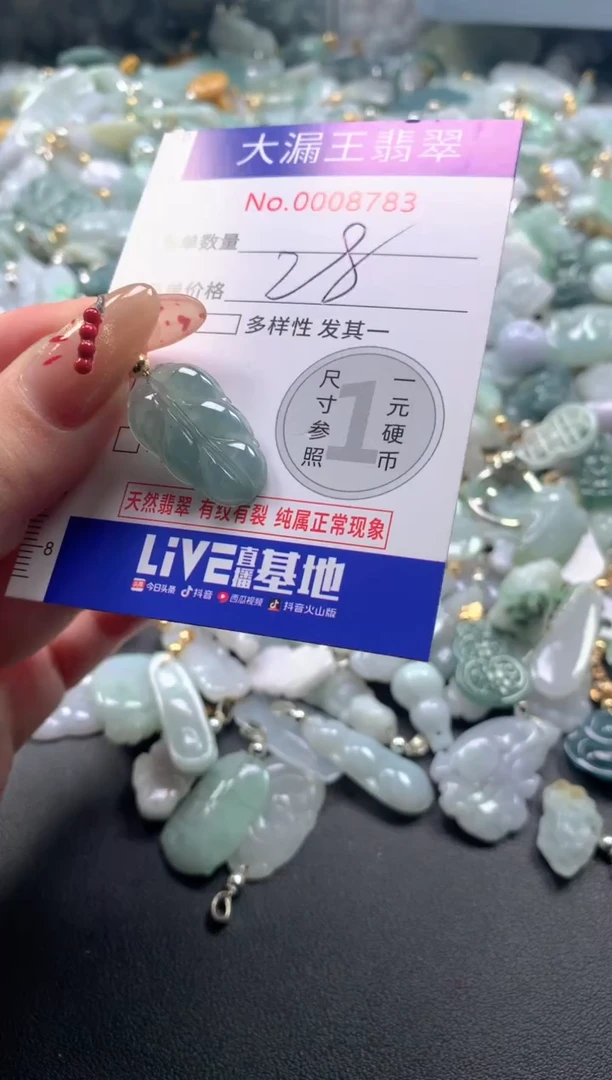 大漏王翡翠
No.0008783
单数量
价格 28
多样性 发其一
尺寸参照
1
一元硬币
天然翡翠 有纹有裂 纯属正常现象
8
LiVE直播基地
今日头条 抖音 西瓜视频 抖音火山版